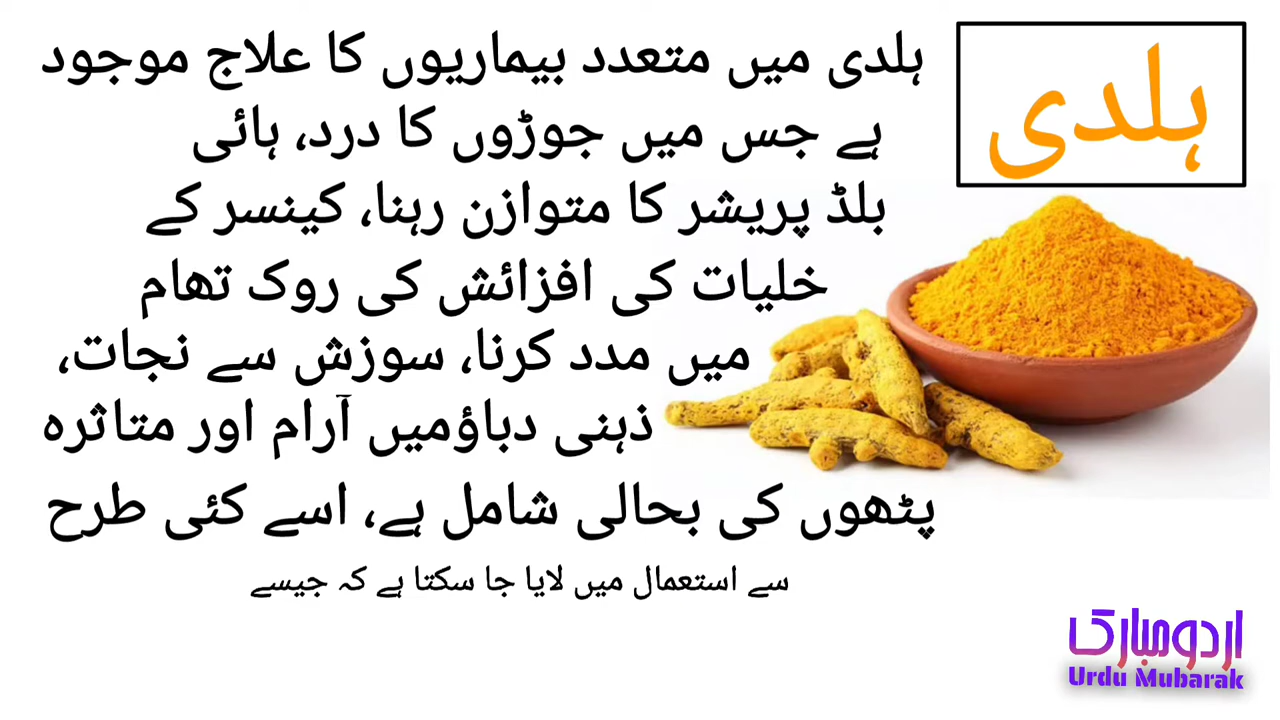 ہلدی
ہلدی میں متعدد بیماریوں کا علاج موجود
ہے جس میں جوڑوں کا درد، ہائی
بلڈ پریشر کا متوازن رہنا، کینسر کے
خلیات کی افزائش کی روک تھام
میں مدد کرنا، سوزش سے نجات،
ذہنی دباؤمیں آرام اور متاثرہ
پٹھوں کی بحالی شامل ہے، اسے کئی طرح
سے استعمال میں لایا جا سکتا ہے کہ جیسے
اردو مبارک
Urdu Mubarak